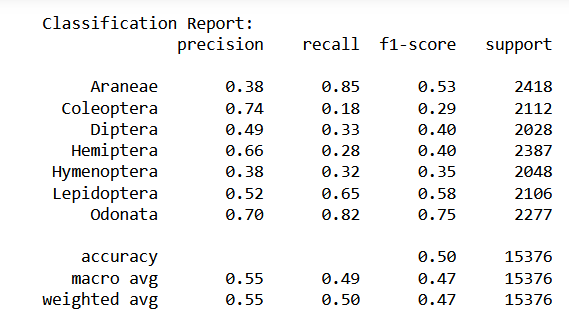 Classification Report:
precision recall f1-score support
Araneae 0.38 0.85 0.53 2418
Coleoptera 0.74 0.18 0.29 2112
Diptera 0.49 0.33 0.40 2028
Hemiptera 0.66 0.28 0.40 2387
Hymenoptera 0.38 0.32 0.35 2048
Lepidoptera 0.52 0.65 0.58 2106
Odonata 0.70 0.82 0.75 2277
accuracy 0.50 15376
macro avg 0.55 0.49 0.47 15376
weighted avg 0.55 0.50 0.47 15376